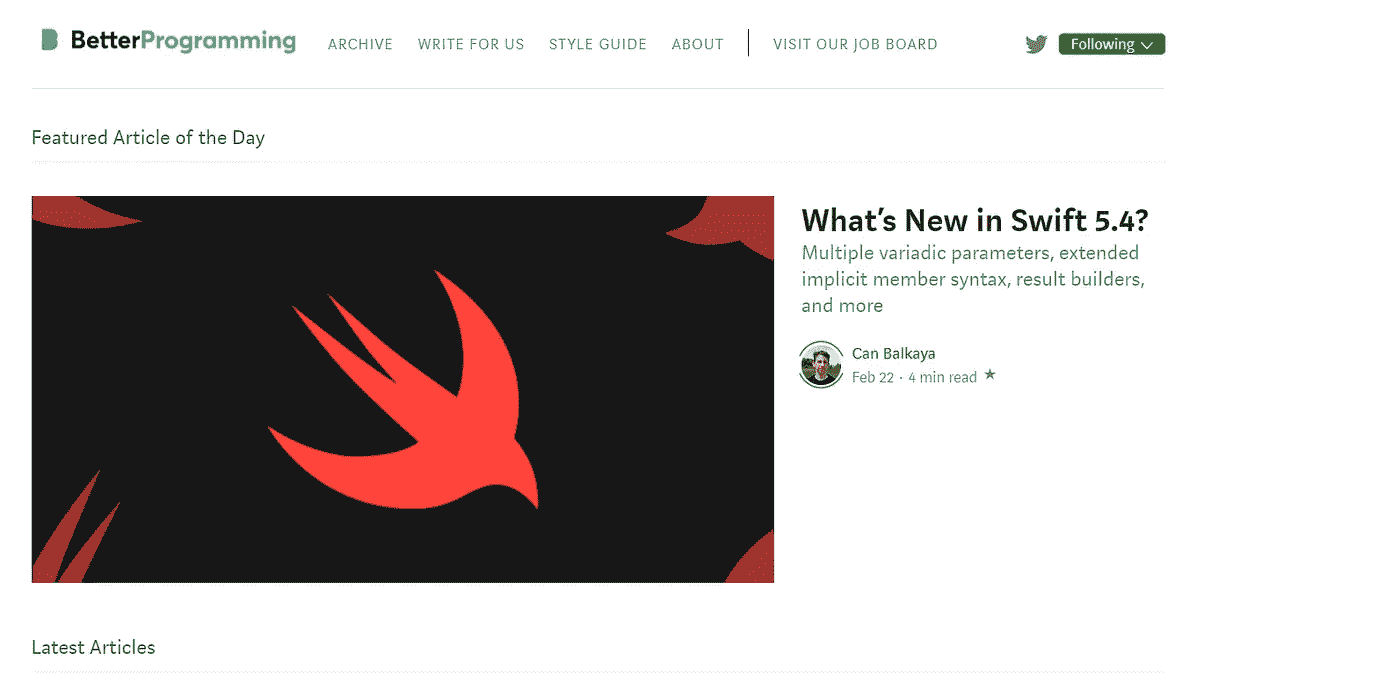 BetterProgramming ARCHIVE WRITE FOR US STYLE GUIDE ABOUT VISIT OUR JOB BOARD Following
Featured Article of the Day
What’s New in Swift 5.4?
Multiple variadic parameters, extended
implicit member syntax, result builders,
and more
Can Balkaya
Feb 22 · 4 min read ★
Latest Articles